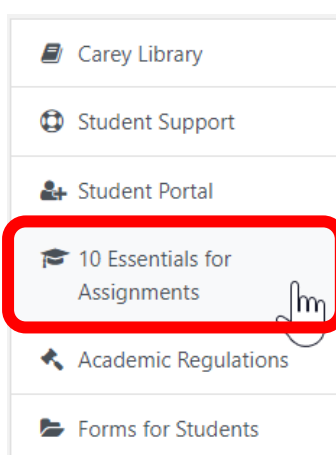 Carey Library
Student Support
Student Portal
10 Essentials for
Assignments
Academic Regulations
Forms for Students